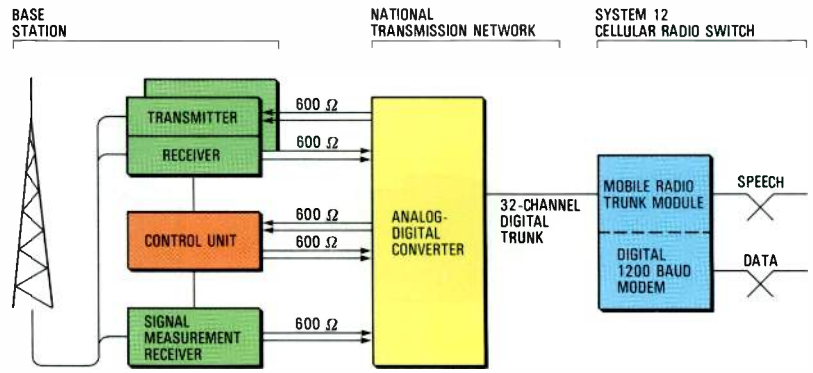 BASE
STATION
NATIONAL
TRANSMISSION NETWORK
SYSTEM 12
CELLULAR RADIO SWITCH
TRANSMITTER
RECEIVER
600 Ω
600 Ω
CONTROL UNIT
600 Ω
600 Ω
SIGNAL
MEASUREMENT
RECEIVER
600 Ω
ANALOG-
DIGITAL
CONVERTER
32-CHANNEL
DIGITAL
TRUNK
MOBILE RADIO
TRUNK MODULE
DIGITAL
1200 BAUD
MODEM
SPEECH
DATA